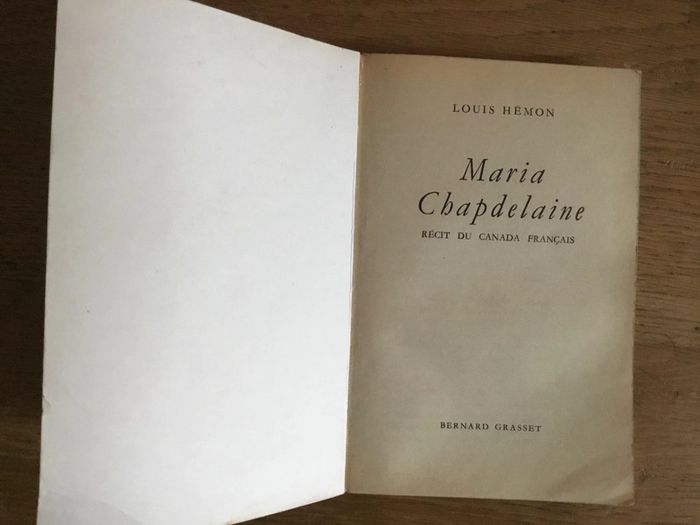 LOUIS HÉMON
Maria
Chapdelaine
RÉCIT DU CANADA FRANÇAIS
BERNARD GRASSET